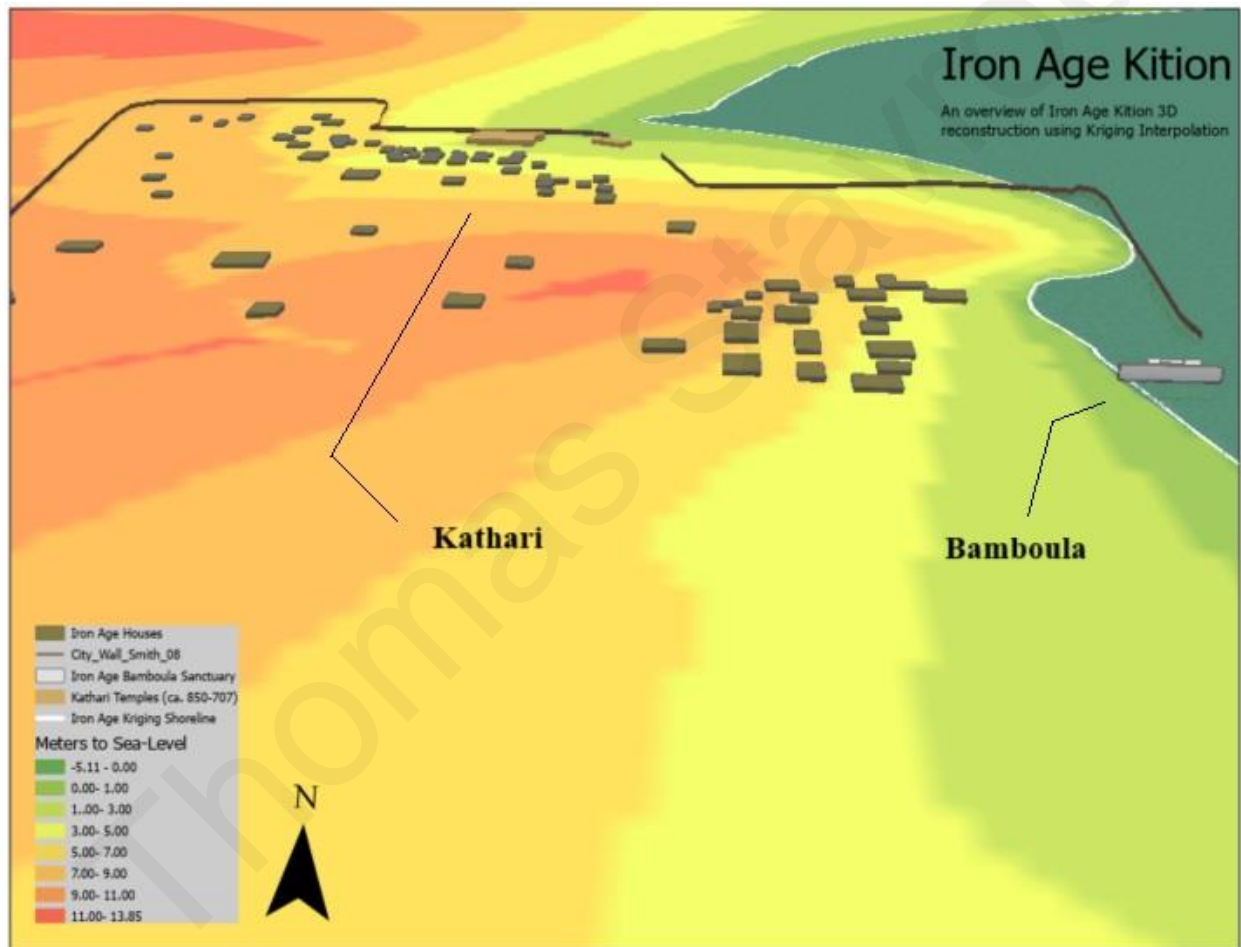 Iron Age Kition
An overview of Iron Age Kition 3D
reconstruction using Kriging Interpolation
Kathari
Bamboula
Iron Age Houses
City_Wall_Smith_08
Iron Age Bamboula Sanctuary
Kathari Temples (ca. 850-707)
Iron Age Kriging Shoreline
Meters to Sea-Level
-5.11 - 0.00
0.00- 1.00
1..00- 3.00
3.00- 5.00
5.00- 7.00
7.00- 9.00
9.00- 11.00
11.00- 13.85
N